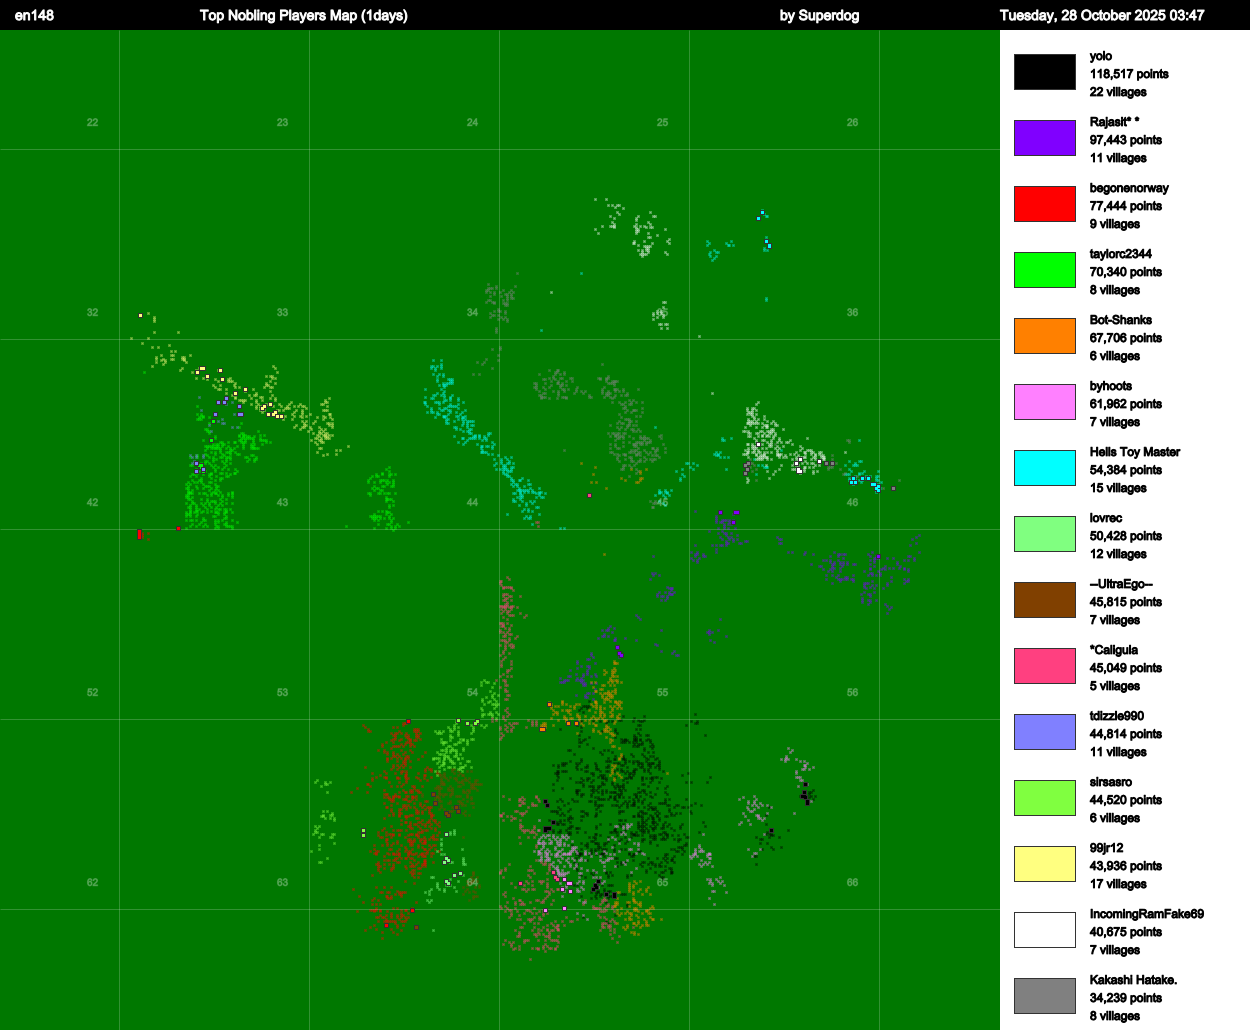 en148 Top Nobling Players Map (1days) by Superdog Tuesday, 28 October 2025 03:47
yolo
118,517 points
22 villages
Rajasit* *
97,443 points
11 villages
begonenorway
77,444 points
9 villages
taylorc2344
70,340 points
8 villages
Bot-Shanks
67,706 points
6 villages
byhoots
61,962 points
7 villages
Hells Toy Master
54,384 points
15 villages
lovrec
50,428 points
12 villages
--UltraEgo--
45,815 points
7 villages
*Caligula
45,049 points
5 villages
tdizzle990
44,814 points
11 villages
sirsasro
44,520 points
6 villages
99jr12
43,936 points
17 villages
IncomingRamFake69
40,675 points
7 villages
Kakashi Hatake.
34,239 points
8 villages
22 23 24 25 26
32 33 34 35 36
42 43 44 45 46
52 53 54 55 56
62 63 64 65 66